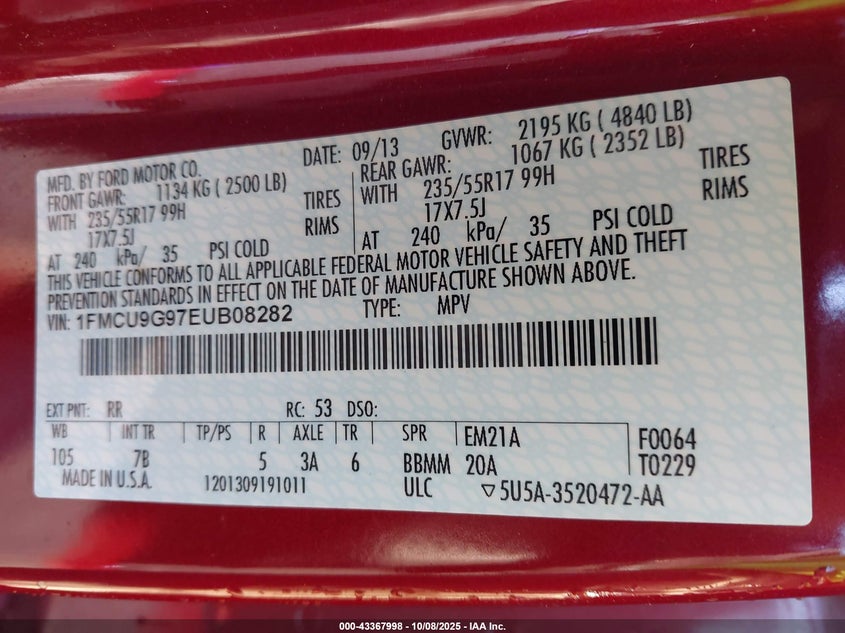 MFD. BY FORD MOTOR CO. DATE: 09/13 GVWR: 2195 KG ( 4840 LB)
FRONT GAWR: 1134 KG ( 2500 LB) REAR GAWR: 1067 KG ( 2352 LB)
WITH 235/55R17 99H TIRES WITH 235/55R17 99H TIRES
17X7.5J RIMS 17X7.5J RIMS
AT 240 kPa/ 35 PSI COLD AT 240 kPa/ 35 PSI COLD
THIS VEHICLE CONFORMS TO ALL APPLICABLE FEDERAL MOTOR VEHICLE SAFETY AND THEFT
PREVENTION STANDARDS IN EFFECT ON THE DATE OF MANUFACTURE SHOWN ABOVE.
VIN: 1FMCU9G97EUB08282 TYPE: MPV
EXT PNT: RR RC: 53 DSO:
WB INT TR TP/PS R AXLE TR SPR EM21A F0064
105 7B 5 3A 6 BBMM 20A T0229
MADE IN U.S.A. 1201309191011 ULC ▽5U5A-3520472-AA
000-43367998 - 10/08/2025 - IAA Inc.